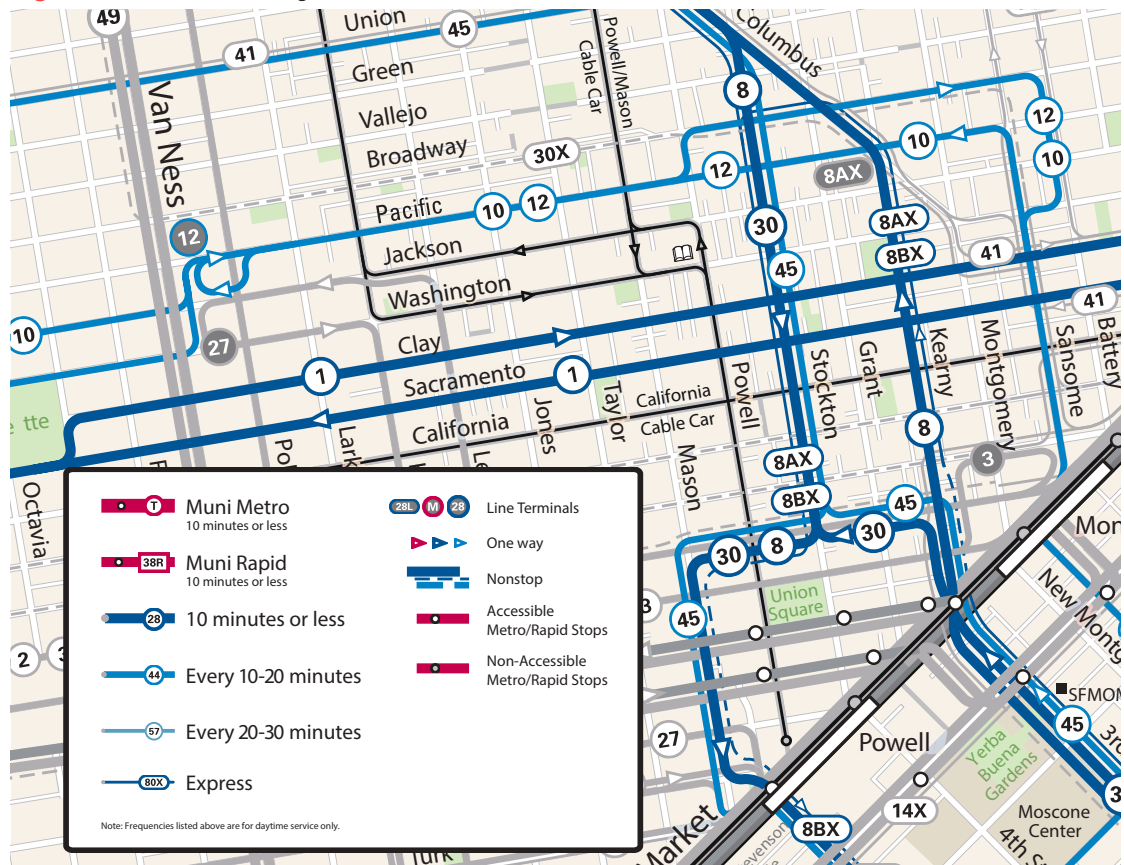 49
Union
45
41
Green
Powell/Mason
Cable Car
Columbus
8
Van Ness
Vallejo
Broadway
30X
12
10
12
10
8AX
Pacific
10
12
12
30
8AX
8BX
41
Jackson
45
27
Washington
10
Clay
1
Sacramento
1
41
California
California
Cable Car
Octavia
Lark
Jones
Taylor
Mason
Powell
Stockton
Grant
Kearny
Montgomery
Sansome
Battery
8
8AX
8BX
3
45
30
8
30
45
Union
Square
2
3
3
27
Mon
New Montg
SFMOM
45
3rd
Yerba
Buena
Gardens
Powell
14X
Moscone
Center
4th S
3
8BX
Market
Turk
T
Muni Metro
10 minutes or less
38R
Muni Rapid
10 minutes or less
28
10 minutes or less
44
Every 10-20 minutes
57
Every 20-30 minutes
80X
Express
28L
M
28
Line Terminals
One way
Nonstop
Accessible
Metro/Rapid Stops
Non-Accessible
Metro/Rapid Stops
Note: Frequencies listed above are for daytime service only.